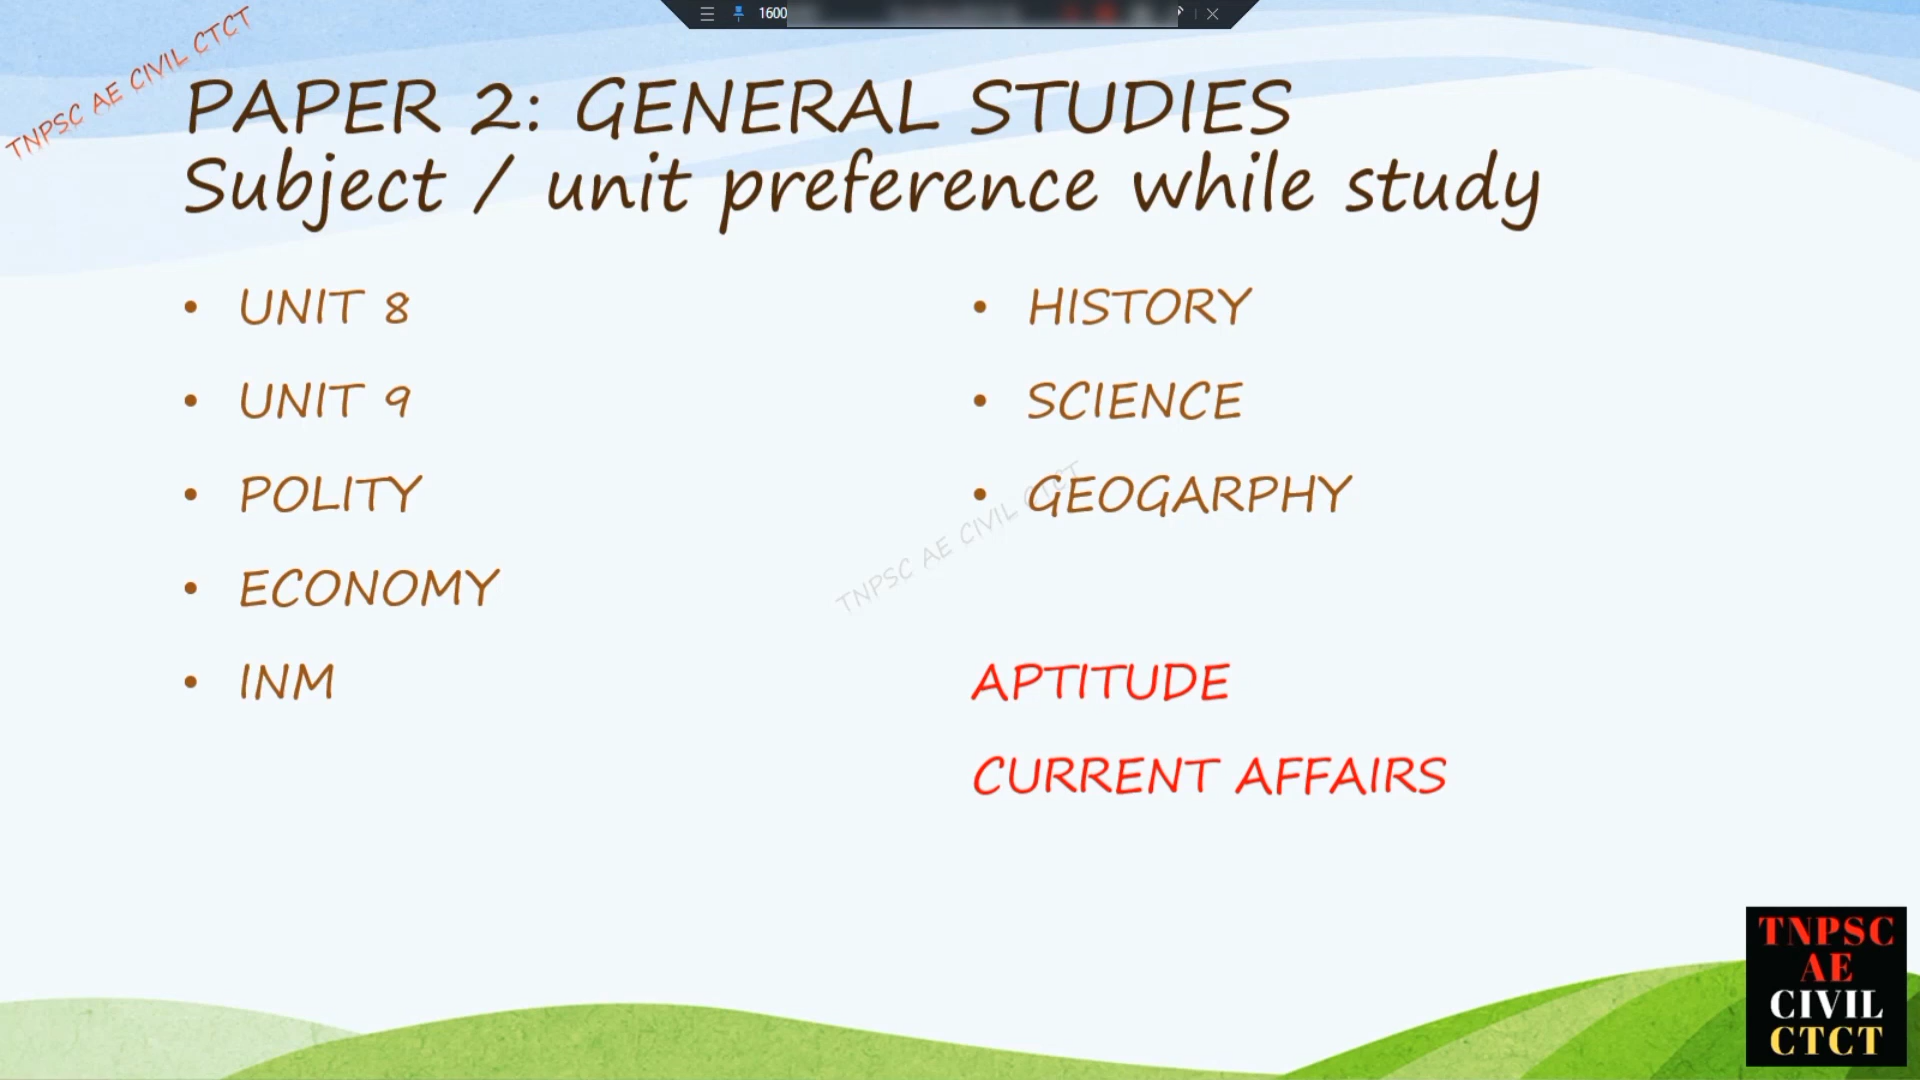 1600
TNPSC AE CIVIL CTCT
PAPER 2: GENERAL STUDIES
Subject / unit preference while study
• UNIT 8
• UNIT 9
• POLITY
• ECONOMY
• INM
• HISTORY
• SCIENCE
• GEOGARPHY
APTITUDE
CURRENT AFFAIRS
TNPSC AE CIVIL CTCT
TNPSC
AE
CIVIL
CTCT